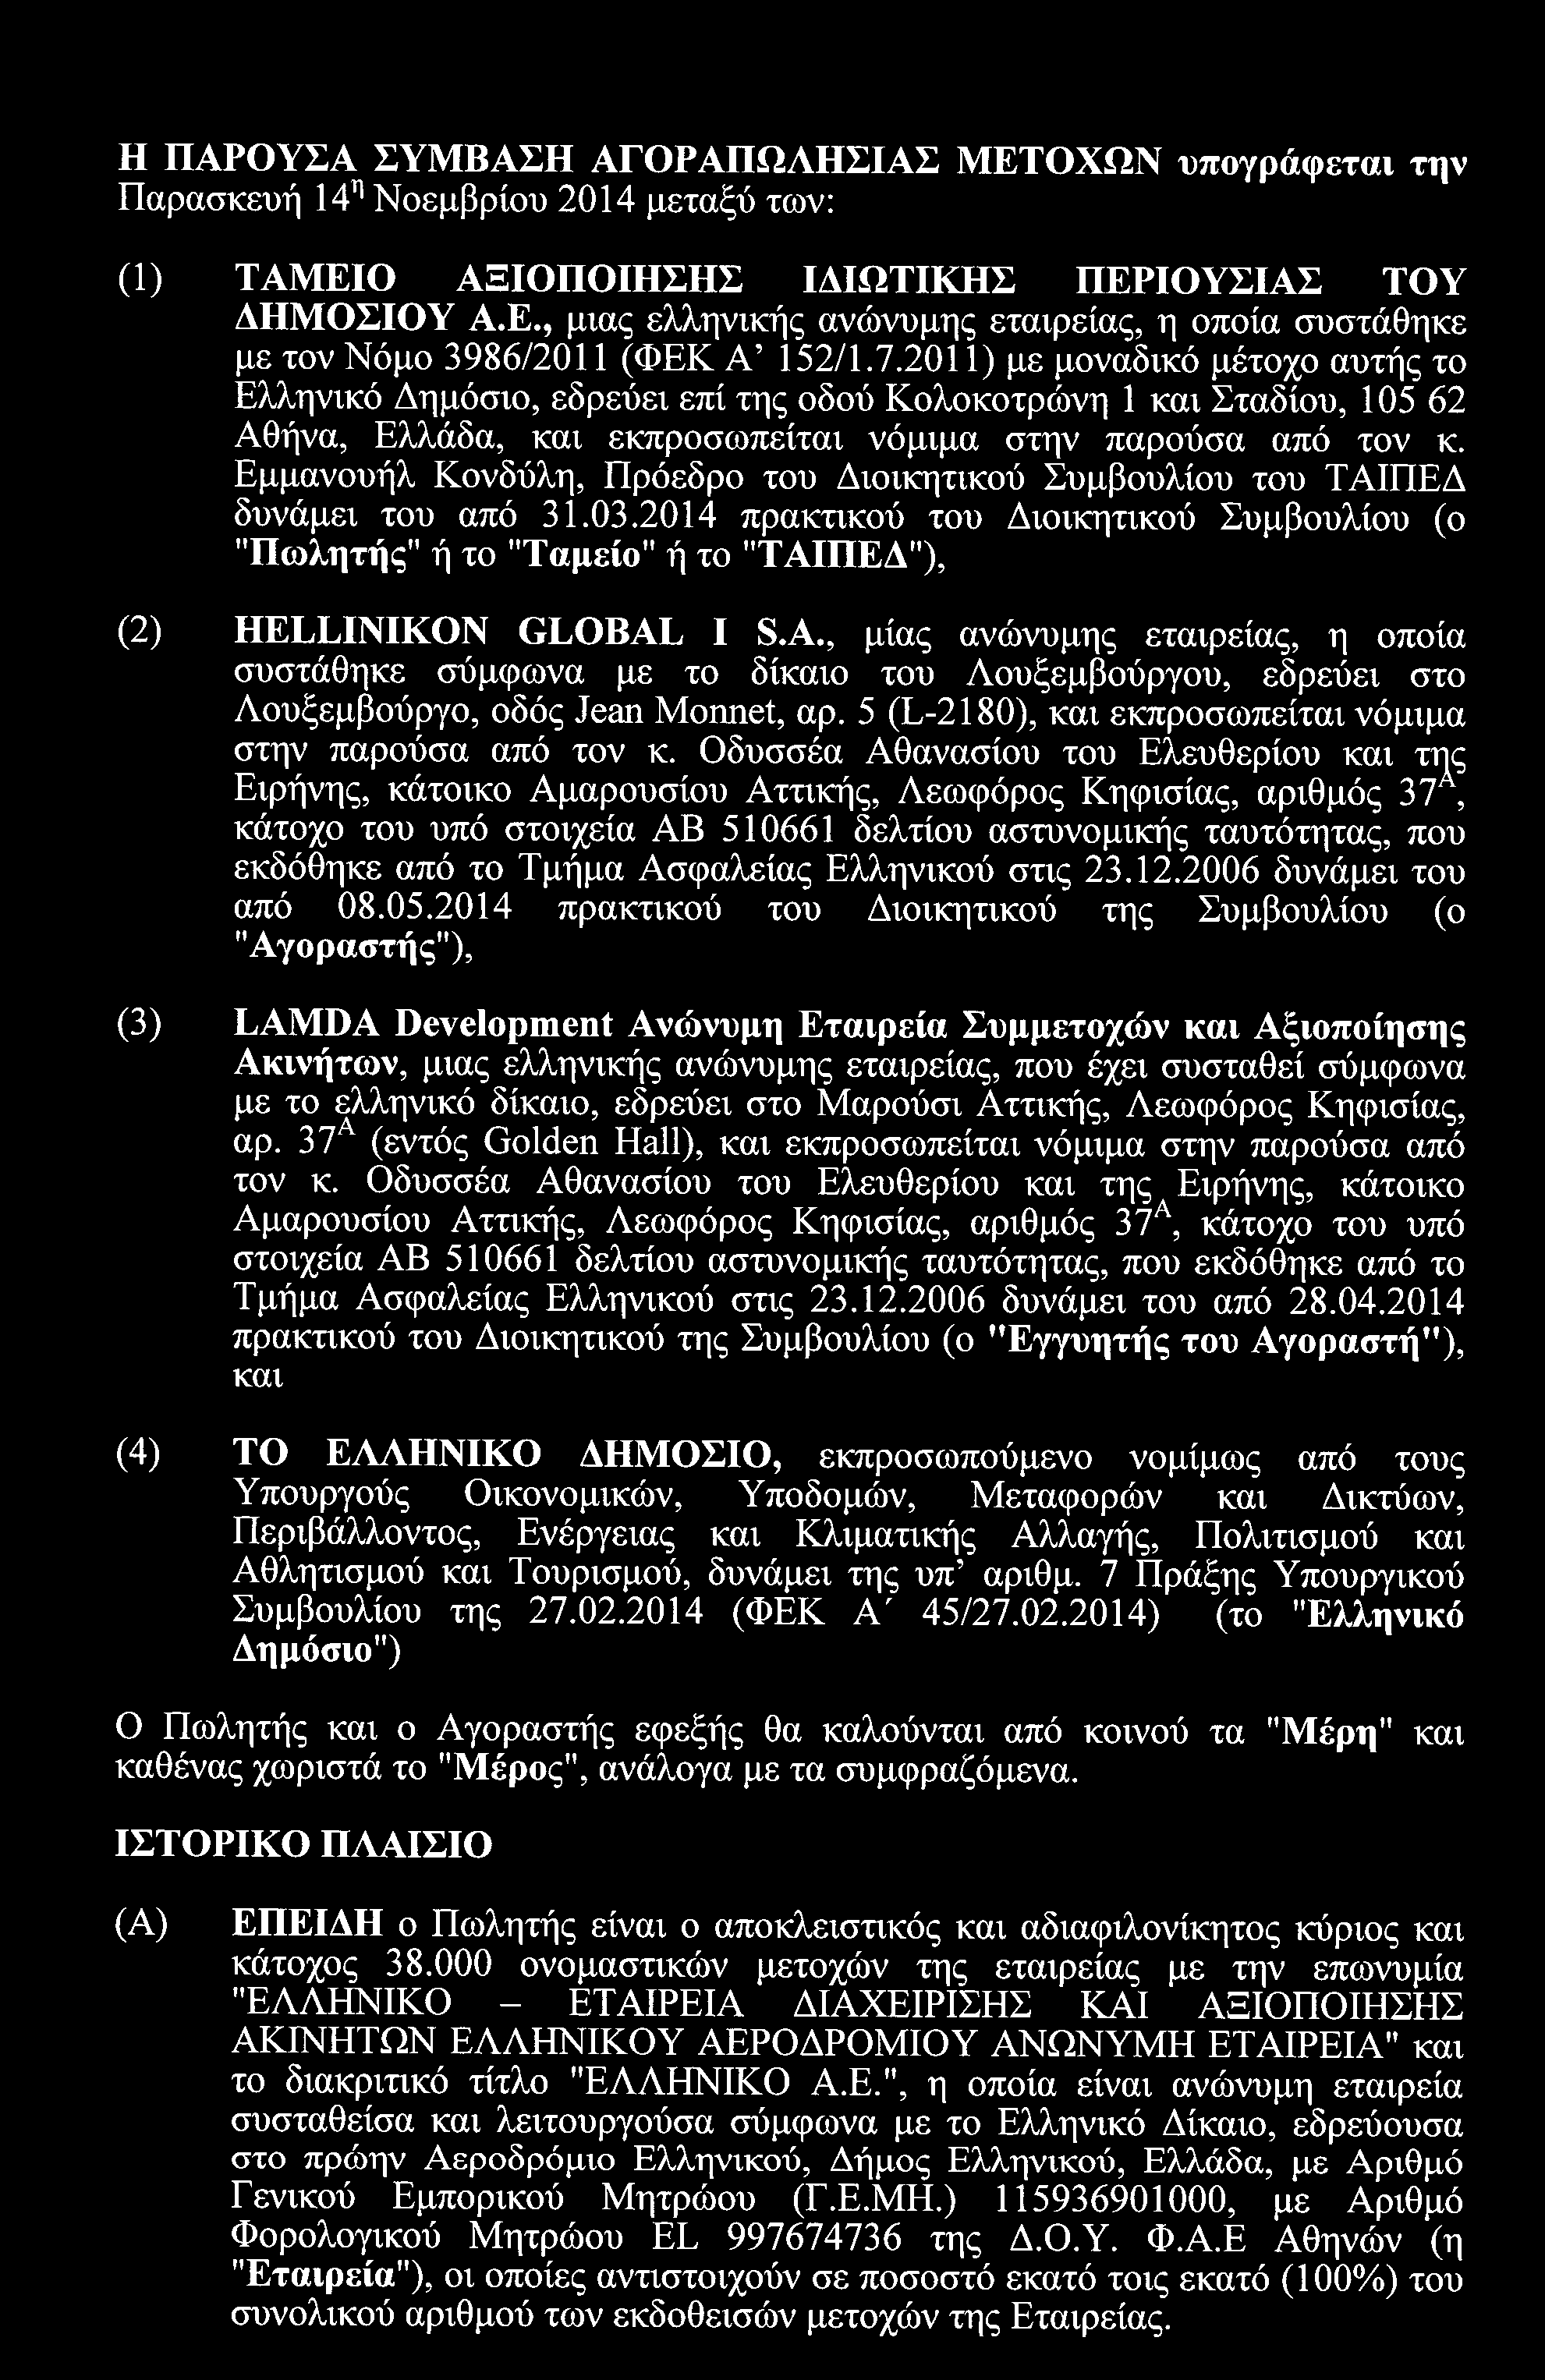 Η ΠΑΡΟΥΣΑ ΣΥΜΒΑΣΗ ΑΓΟΡΑΠΩΛΗΣΙΑΣ ΜΕΤΟΧΩΝ υπογράφεται την
Παρασκευή 14η Νοεμβρίου 2014 μεταξύ των:
(1) ΤΑΜΕΙΟ ΑΞΙΟΠΟΙΗΣΗΣ ΙΔΙΩΤΙΚΗΣ ΠΕΡΙΟΥΣΙΑΣ ΤΟΥ
ΔΗΜΟΣΙΟΥ Α.Ε., μιας ελληνικής ανώνυμης εταιρείας, η οποία συστάθηκε
με τον Νόμο 3986/2011 (ΦΕΚ Α’ 152/1.7.2011) με μοναδικό μέτοχο αυτής το
Ελληνικό Δημόσιο, εδρεύει επί της οδού Κολοκοτρώνη 1 και Σταδίου, 105 62
Αθήνα, Ελλάδα, και εκπροσωπείται νόμιμα στην παρούσα από τον κ.
Εμμανουήλ Κονδύλη, Πρόεδρο του Διοικητικού Συμβουλίου του ΤΑΙΠΕΔ
δυνάμει του από 31.03.2014 πρακτικού του Διοικητικού Συμβουλίου (ο
"Πωλητής" ή το "Ταμείο" ή το "ΤΑΙΠΕΔ"),
(2) HELLINIKON GLOBAL I S.A., μίας ανώνυμης εταιρείας, η οποία
συστάθηκε σύμφωνα με το δίκαιο του Λουξεμβούργου, εδρεύει στο
Λουξεμβούργο, οδός Jean Monnet, αρ. 5 (L-2180), και εκπροσωπείται νόμιμα
στην παρούσα από τον κ. Οδυσσέα Αθανασίου του Ελευθερίου και της
Ειρήνης, κάτοικο Αμαρουσίου Αττικής, Λεωφόρος Κηφισίας, αριθμός 37Α,
κάτοχο του υπό στοιχεία ΑΒ 510661 δελτίου αστυνομικής ταυτότητας, που
εκδόθηκε από το Τμήμα Ασφαλείας Ελληνικού στις 23.12.2006 δυνάμει του
από 08.05.2014 πρακτικού του Διοικητικού της Συμβουλίου (ο
"Αγοραστής"),
(3) LAMDA Development Ανώνυμη Εταιρεία Συμμετοχών και Αξιοποίησης
Ακινήτων, μιας ελληνικής ανώνυμης εταιρείας, που έχει συσταθεί σύμφωνα
με το ελληνικό δίκαιο, εδρεύει στο Μαρούσι Αττικής, Λεωφόρος Κηφισίας,
αρ. 37Α (εντός Golden Hall), και εκπροσωπείται νόμιμα στην παρούσα από
τον κ. Οδυσσέα Αθανασίου του Ελευθερίου και της Ειρήνης, κάτοικο
Αμαρουσίου Αττικής, Λεωφόρος Κηφισίας, αριθμός 37Α, κάτοχο του υπό
στοιχεία ΑΒ 510661 δελτίου αστυνομικής ταυτότητας, που εκδόθηκε από το
Τμήμα Ασφαλείας Ελληνικού στις 23.12.2006 δυνάμει του από 28.04.2014
πρακτικού του Διοικητικού της Συμβουλίου (ο "Εγγυητής του Αγοραστή"),
και
(4) ΤΟ ΕΛΛΗΝΙΚΟ ΔΗΜΟΣΙΟ, εκπροσωπούμενο νομίμως από τους
Υπουργούς Οικονομικών, Υποδομών, Μεταφορών και Δικτύων,
Περιβάλλοντος, Ενέργειας και Κλιματικής Αλλαγής, Πολιτισμού και
Αθλητισμού και Τουρισμού, δυνάμει της υπ’ αριθμ. 7 Πράξης Υπουργικού
Συμβουλίου της 27.02.2014 (ΦΕΚ Α΄ 45/27.02.2014) (το "Ελληνικό
Δημόσιο")
Ο Πωλητής και ο Αγοραστής εφεξής θα καλούνται από κοινού τα "Μέρη" και
καθένας χωριστά το "Μέρος", ανάλογα με τα συμφραζόμενα.
ΙΣΤΟΡΙΚΟ ΠΛΑΙΣΙΟ
(Α) ΕΠΕΙΔΗ ο Πωλητής είναι ο αποκλειστικός και αδιαφιλονίκητος κύριος και
κάτοχος 38.000 ονομαστικών μετοχών της εταιρείας με την επωνυμία
"ΕΛΛΗΝΙΚΟ – ΕΤΑΙΡΕΙΑ ΔΙΑΧΕΙΡΙΣΗΣ ΚΑΙ ΑΞΙΟΠΟΙΗΣΗΣ
ΑΚΙΝΗΤΩΝ ΕΛΛΗΝΙΚΟΥ ΑΕΡΟΔΡΟΜΙΟΥ ΑΝΩΝΥΜΗ ΕΤΑΙΡΕΙΑ" και
το διακριτικό τίτλο "ΕΛΛΗΝΙΚΟ Α.Ε.", η οποία είναι ανώνυμη εταιρεία
συσταθείσα και λειτουργούσα σύμφωνα με το Ελληνικό Δίκαιο, εδρεύουσα
στο πρώην Αεροδρόμιο Ελληνικού, Δήμος Ελληνικού, Ελλάδα, με Αριθμό
Γενικού Εμπορικού Μητρώου (Γ.Ε.ΜΗ.) 115936901000, με Αριθμό
Φορολογικού Μητρώου EL 997674736 της Δ.Ο.Υ. Φ.Α.Ε Αθηνών (η
"Εταιρεία"), οι οποίες αντιστοιχούν σε ποσοστό εκατό τοις εκατό (100%) του
συνολικού αριθμού των εκδοθεισών μετοχών της Εταιρείας.